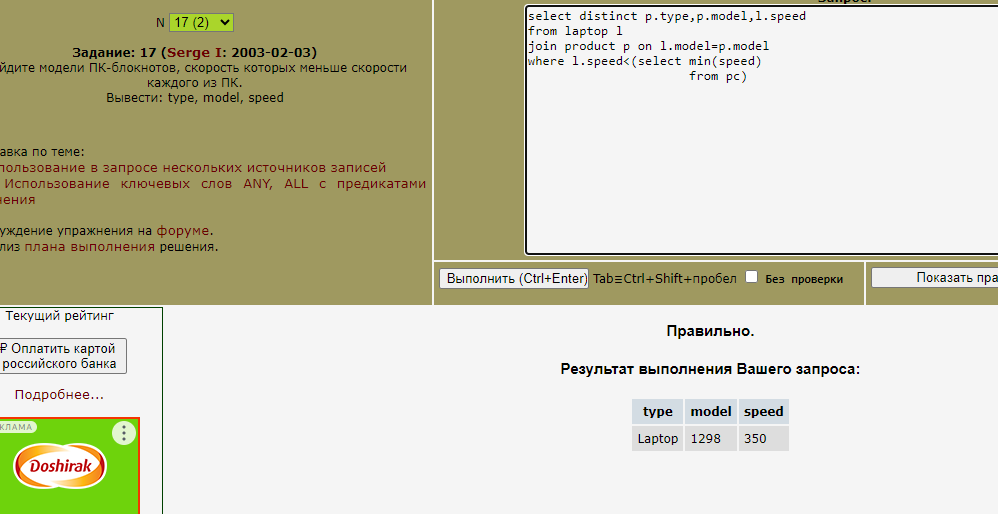 N 17 (2)
Задание: 17 (Serge I: 2003-02-03)
йдите модели ПК-блокнотов, скорость которых меньше скорости
каждого из ПК.
Вывести: type, model, speed
авка по теме:
пользование в запросе нескольких источников записей
Использование ключевых слов ANY, ALL с предикатами
нения
уждение упражнения на форуме.
лиз плана выполнения решения.
select distinct p.type,p.model,l.speed
from laptop l
join product p on l.model=p.model
where l.speed<(select min(speed)
from pc)
Выполнить (Ctrl+Enter) Tab≡Ctrl+Shift+пробел Без проверки Показать пра
Текущий рейтинг
₽ Оплатить картой
российского банка
Подробнее...
КЛАМА
Doshirak
Правильно.
Результат выполнения Вашего запроса:
type model speed
Laptop 1298 350